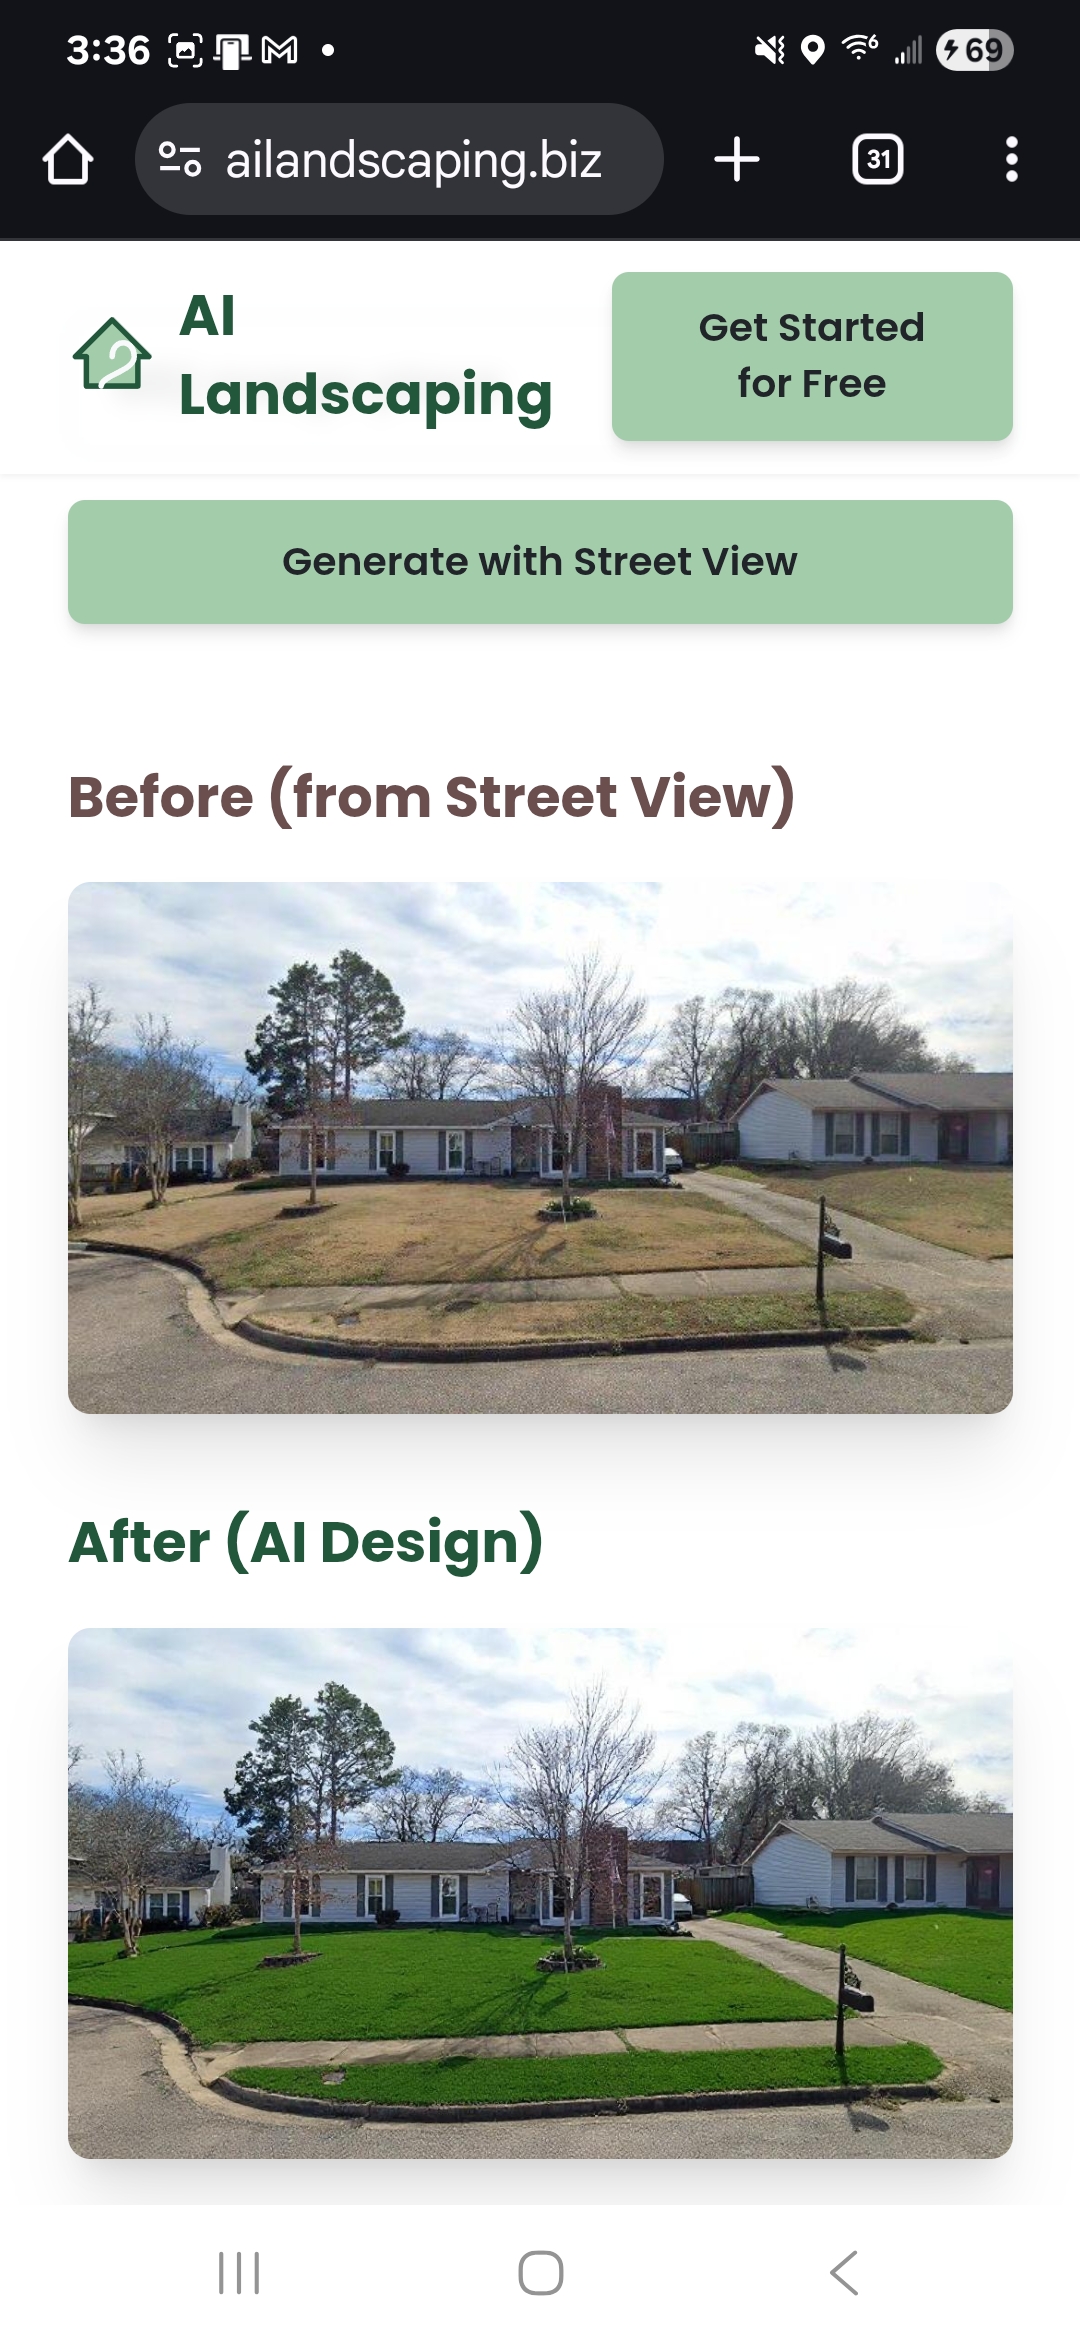 3:36
69
ailandscaping.biz
31
AI
Landscaping
Get Started
for Free
Generate with Street View
Before (from Street View)
After (AI Design)